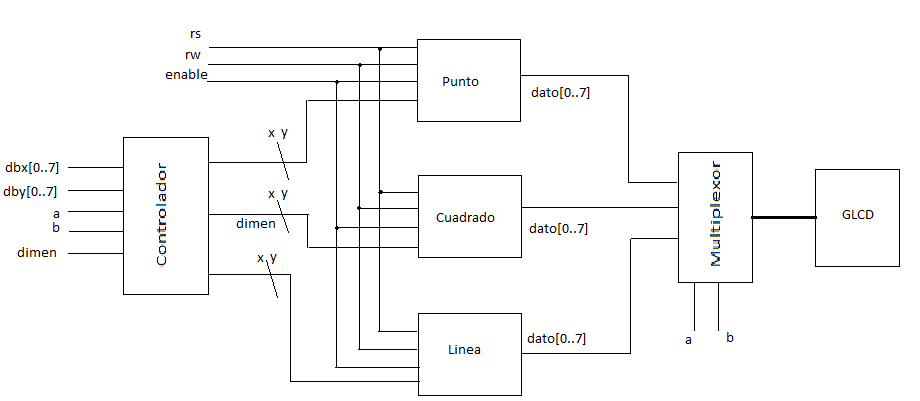 rs
rw
enable
Punto
dato[0..7]
x y
dbx[0..7]
dby[0..7]
a
b
dimen
Controlador
x y
dimen
Cuadrado
dato[0..7]
Multiplexor
GLCD
x y
Linea
dato[0..7]
a
b